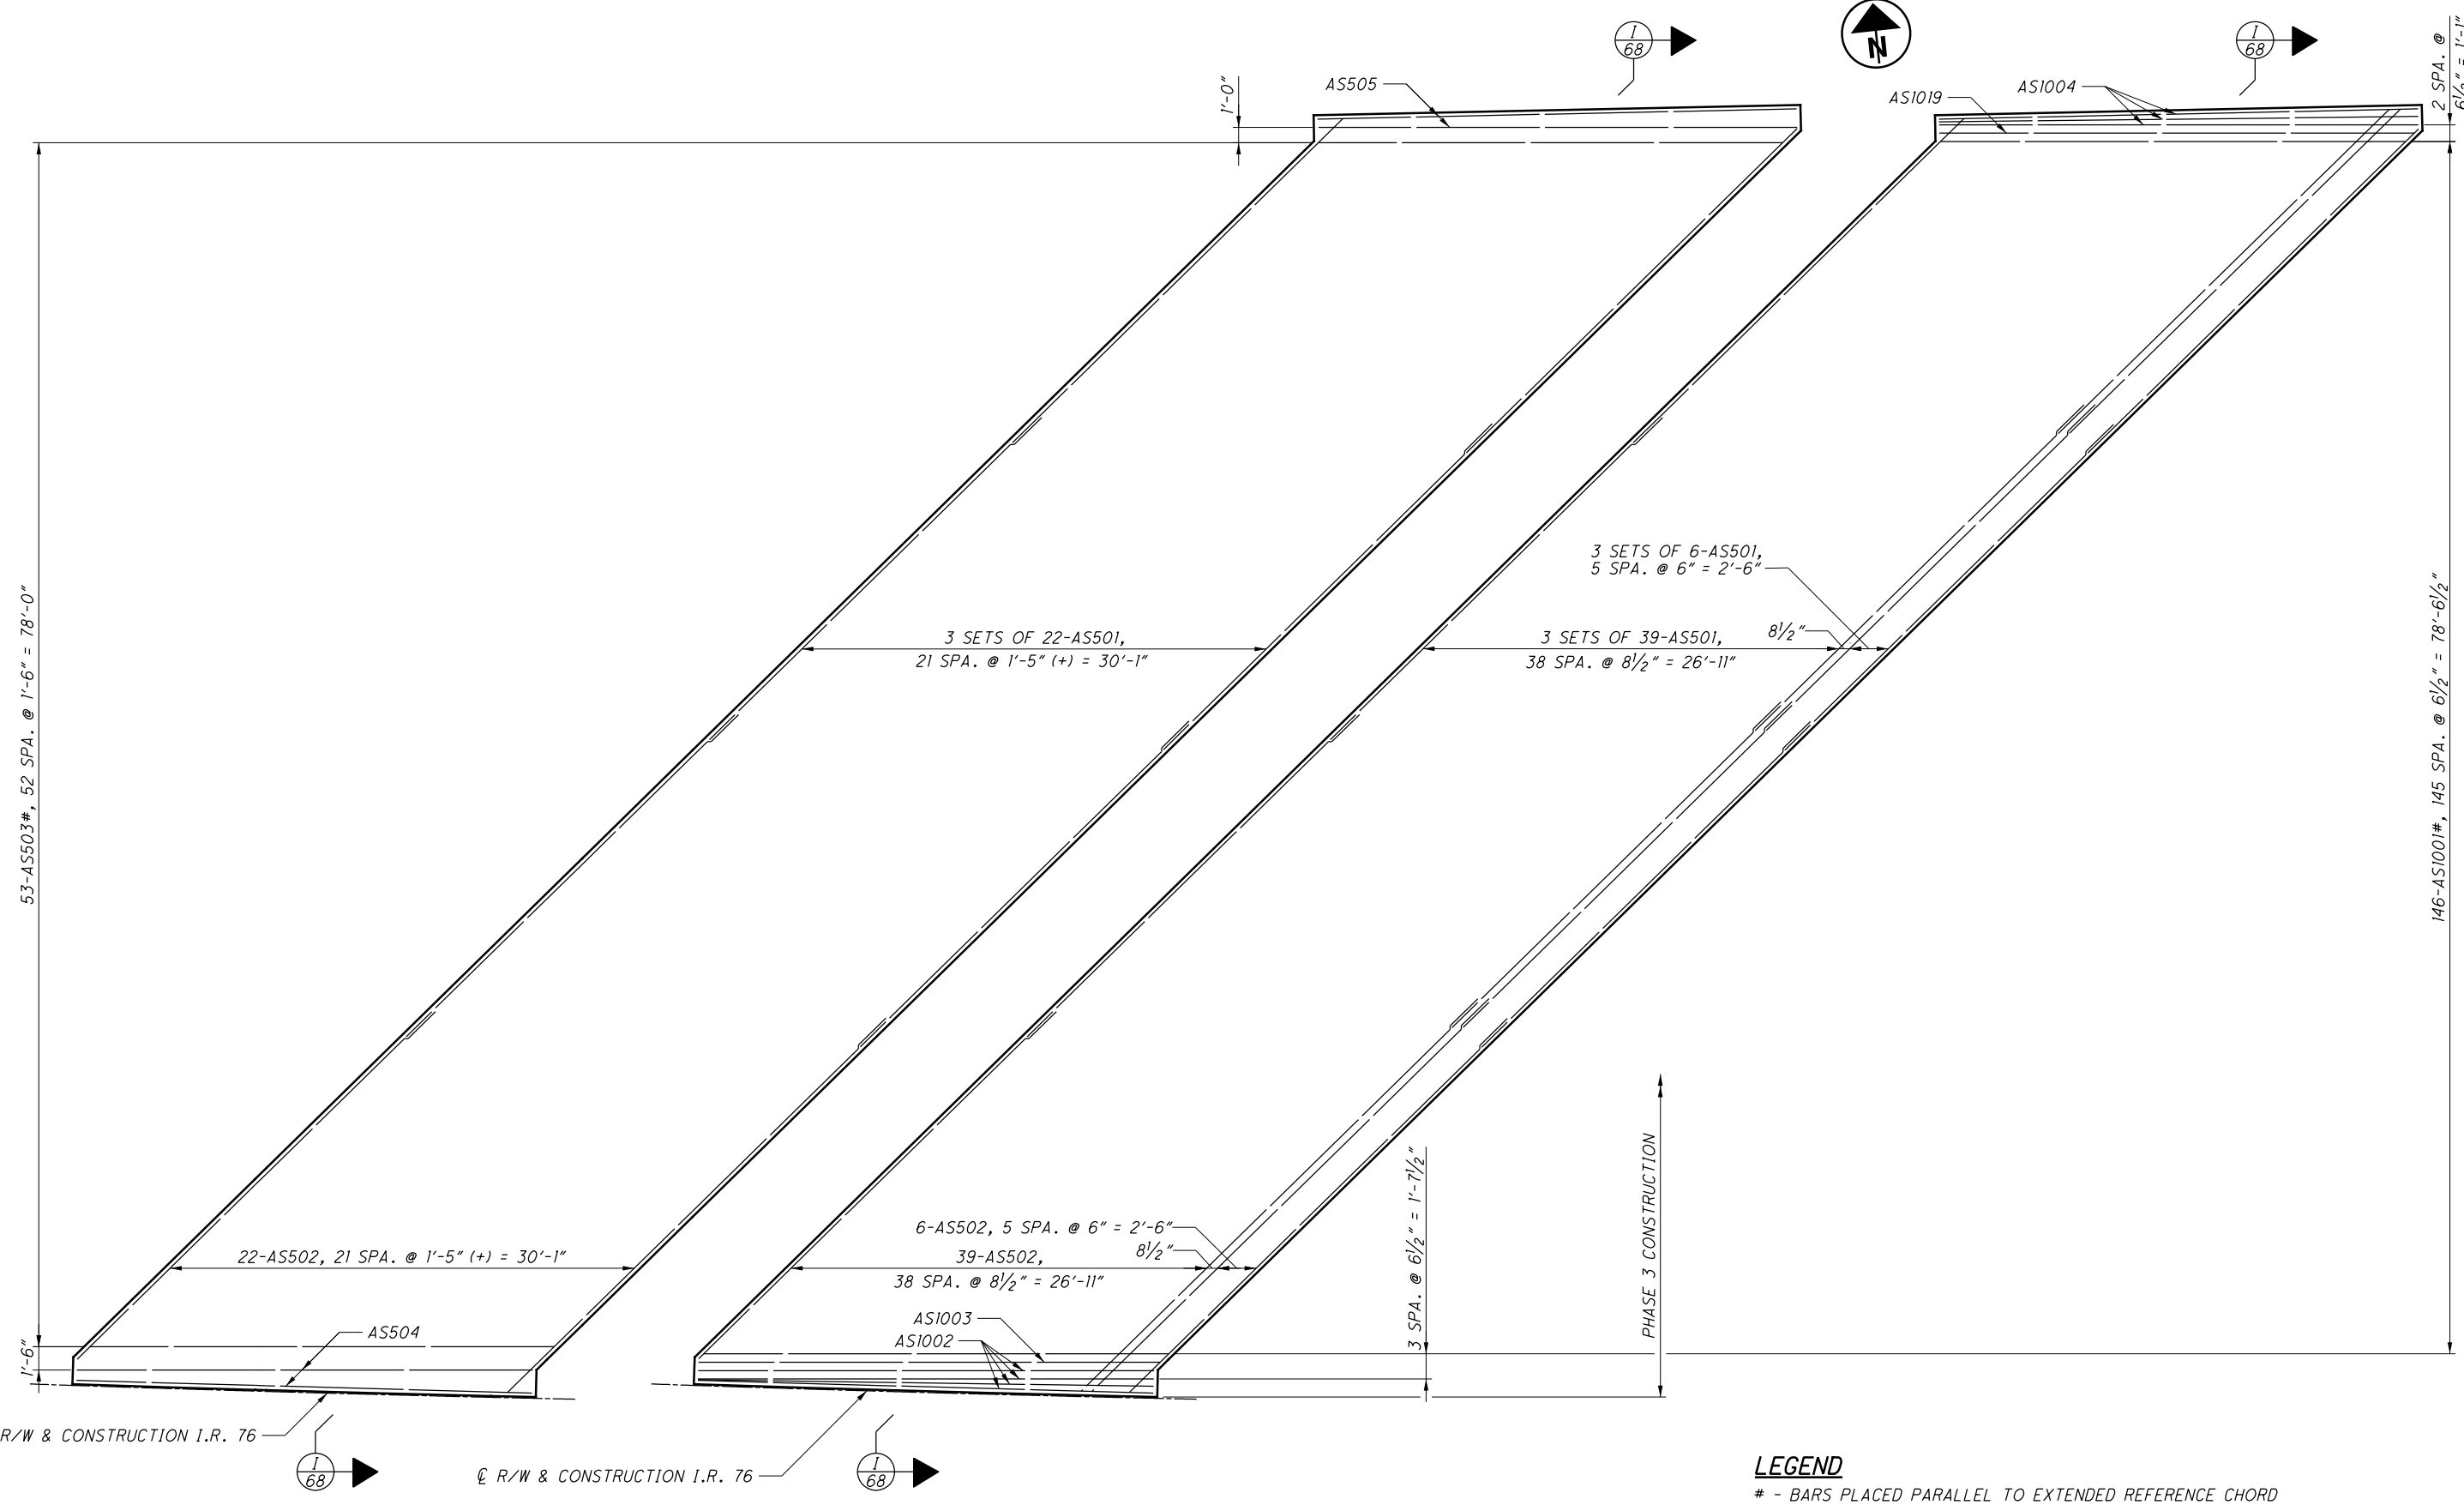 I
68
N
I
68
2 SPA. @
6½" = 1'-1"
1'-0"
AS505
AS1019
AS1004
53-AS503#, 52 SPA. @ 1'-6" = 78'-0"
3 SETS OF 6-AS501,
5 SPA. @ 6" = 2'-6"
3 SETS OF 22-AS501,
21 SPA. @ 1'-5" (+) = 30'-1"
3 SETS OF 39-AS501,
38 SPA. @ 8½" = 26'-11"
8½"
146-AS1001#, 145 SPA. @ 6½" = 78'-6½"
PHASE 3 CONSTRUCTION
3 SPA. @ 6½" = 1'-7½"
22-AS502, 21 SPA. @ 1'-5" (+) = 30'-1"
6-AS502, 5 SPA. @ 6" = 2'-6"
39-AS502,
38 SPA. @ 8½" = 26'-11"
8½"
AS504
AS1003
AS1002
1'-6"
R/W & CONSTRUCTION I.R. 76
I
68
℄ R/W & CONSTRUCTION I.R. 76
I
68
LEGEND
# - BARS PLACED PARALLEL TO EXTENDED REFERENCE CHORD